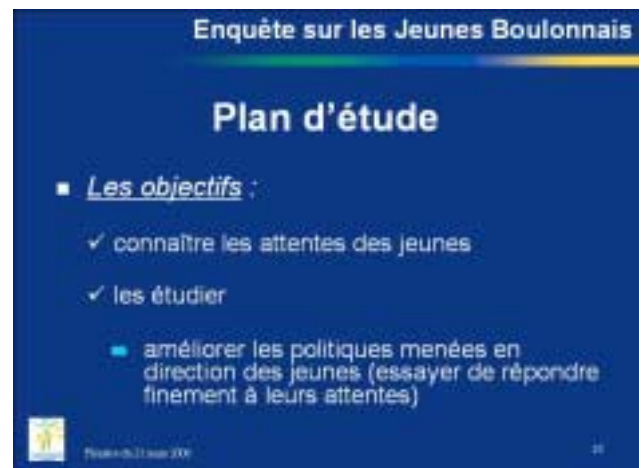 Enquête sur les Jeunes Boulonnais
Plan d'étude
Les objectifs :
connaître les attentes des jeunes
les étudier
améliorer les politiques menées en
direction des jeunes (essayer de répondre
finement à leurs attentes)